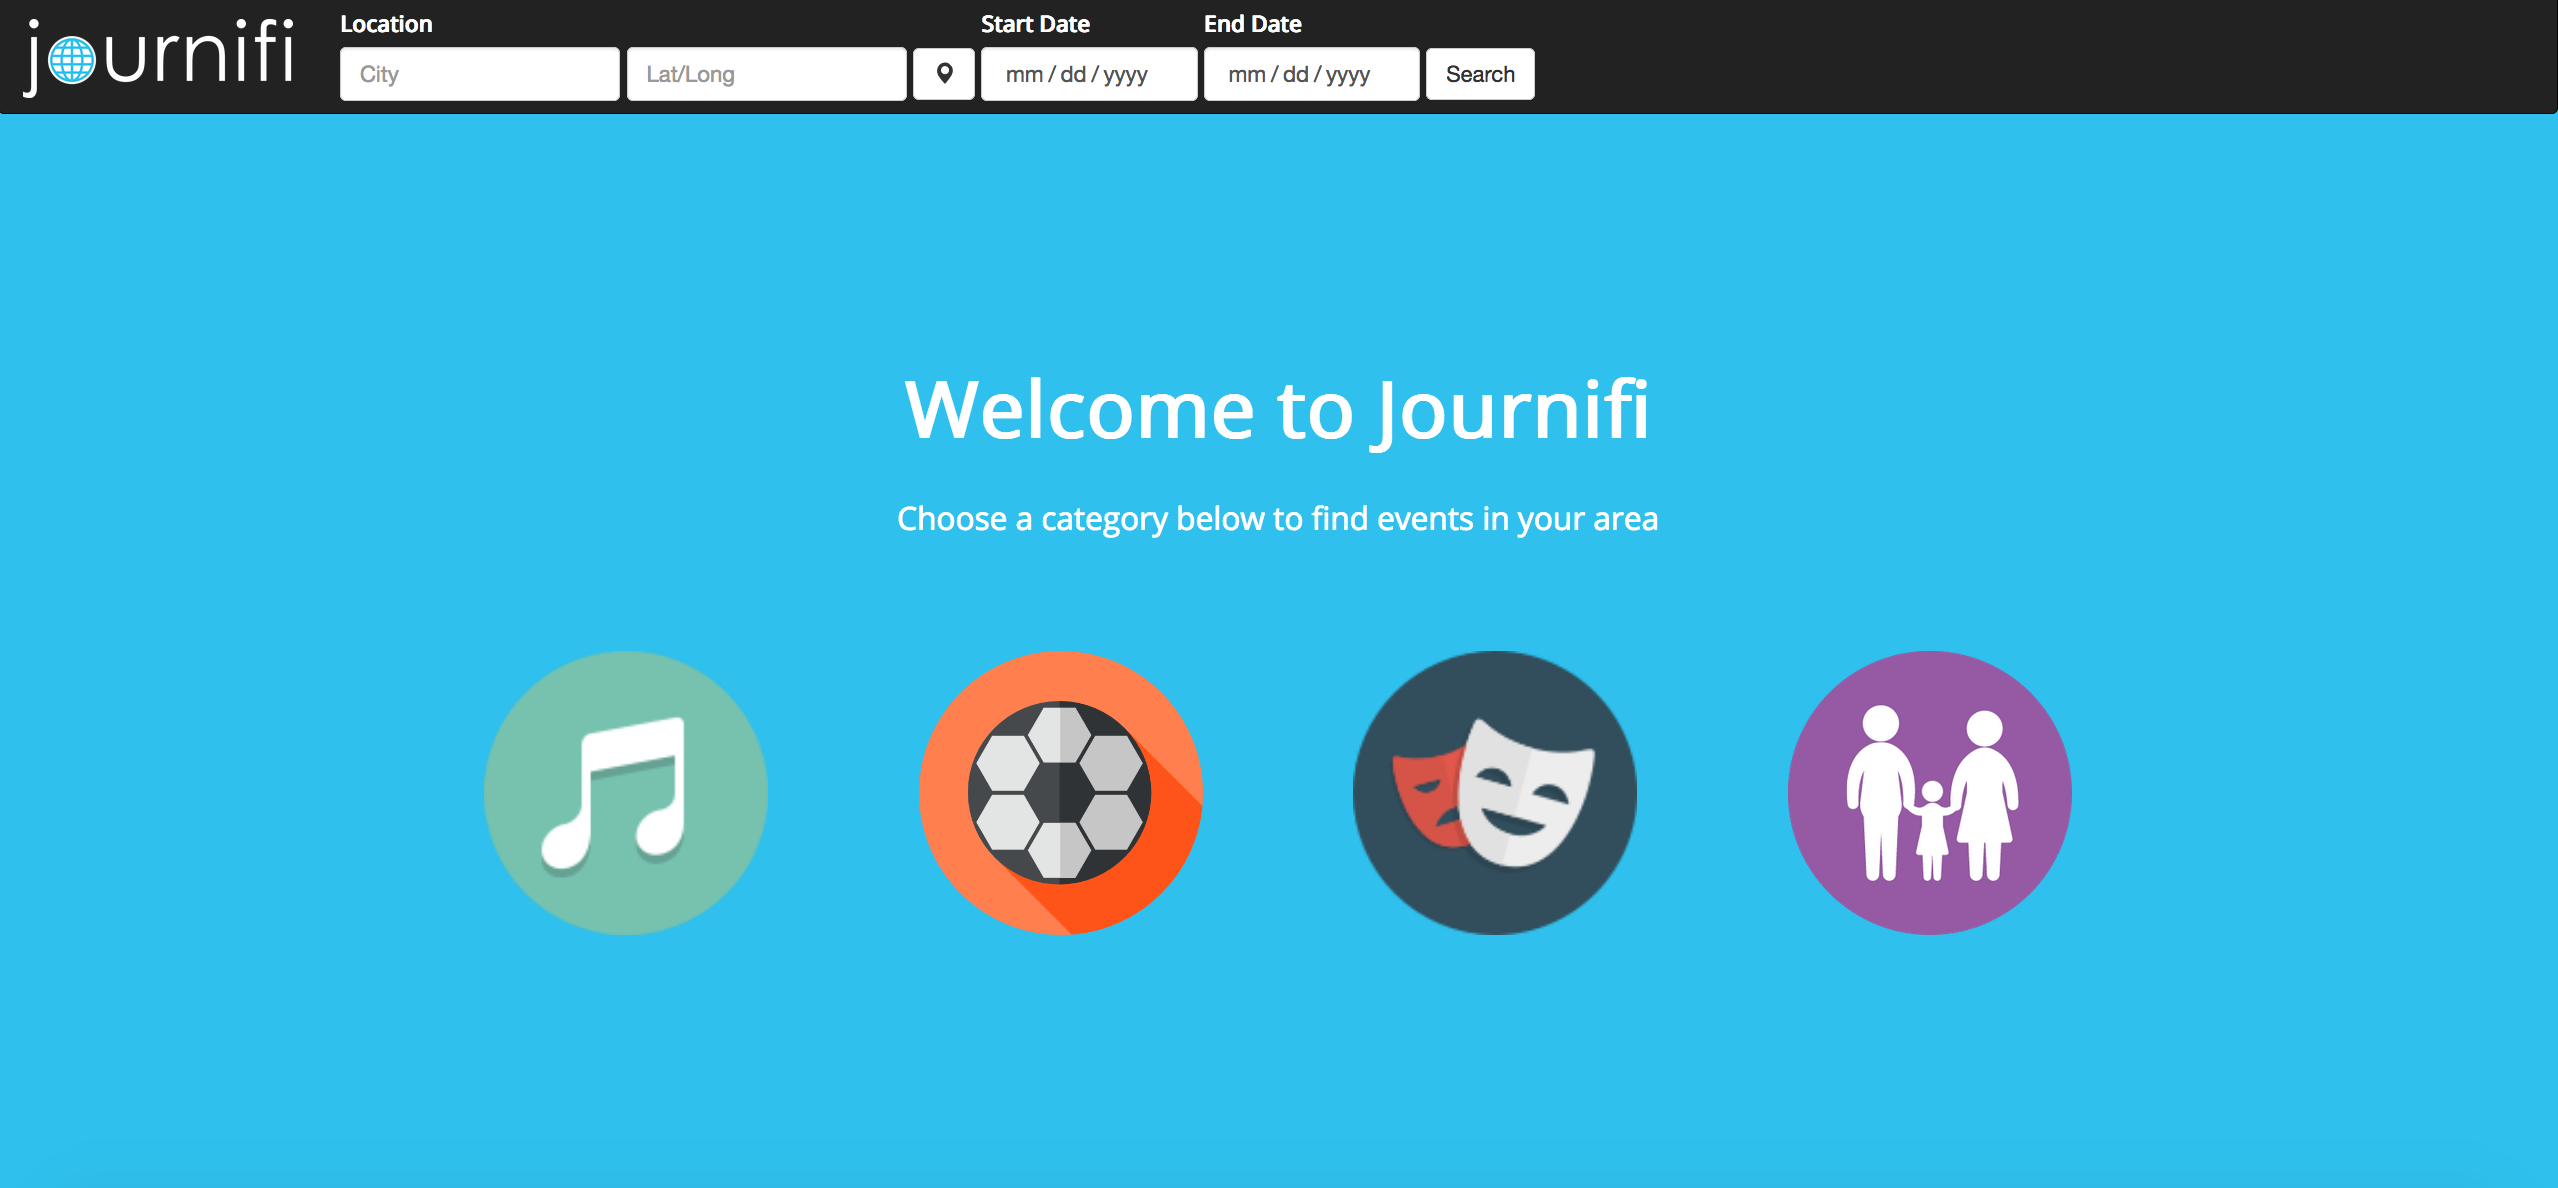 journifi
Location
Start Date
End Date
City
Lat/Long
mm / dd / yyyy
mm / dd / yyyy
Search
Welcome to Journifi
Choose a category below to find events in your area